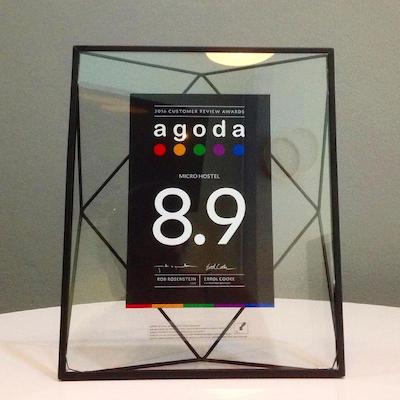 2016 CUSTOMER REVIEW AWARDS
agoda
MICRO HOSTEL
8.9
ROB ROSENSTEIN
ERROL COOKE